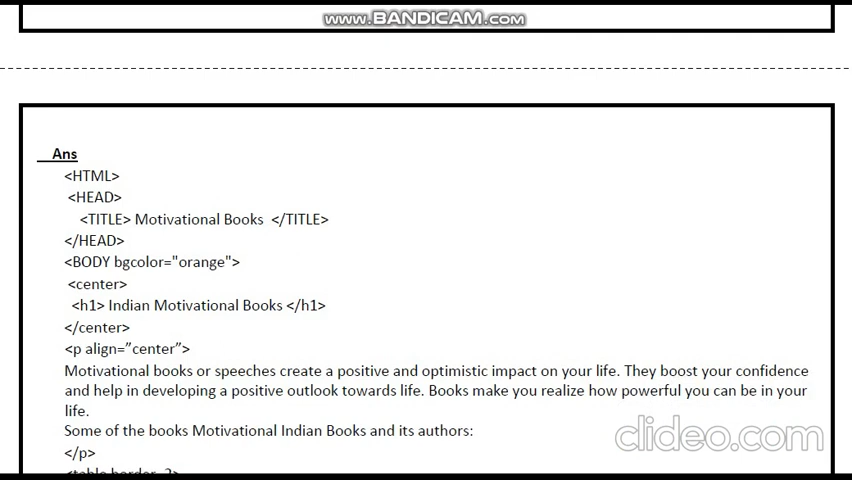 www.BANDICAM.com
Ans
<HTML>
<HEAD>
<TITLE> Motivational Books </TITLE>
</HEAD>
<BODY bgcolor="orange">
<center>
<h1> Indian Motivational Books </h1>
</center>
<p align=”center”>
Motivational books or speeches create a positive and optimistic impact on your life. They boost your confidence
and help in developing a positive outlook towards life. Books make you realize how powerful you can be in your
life.
Some of the books Motivational Indian Books and its authors:
clideo.com
</p>
<table border=2>